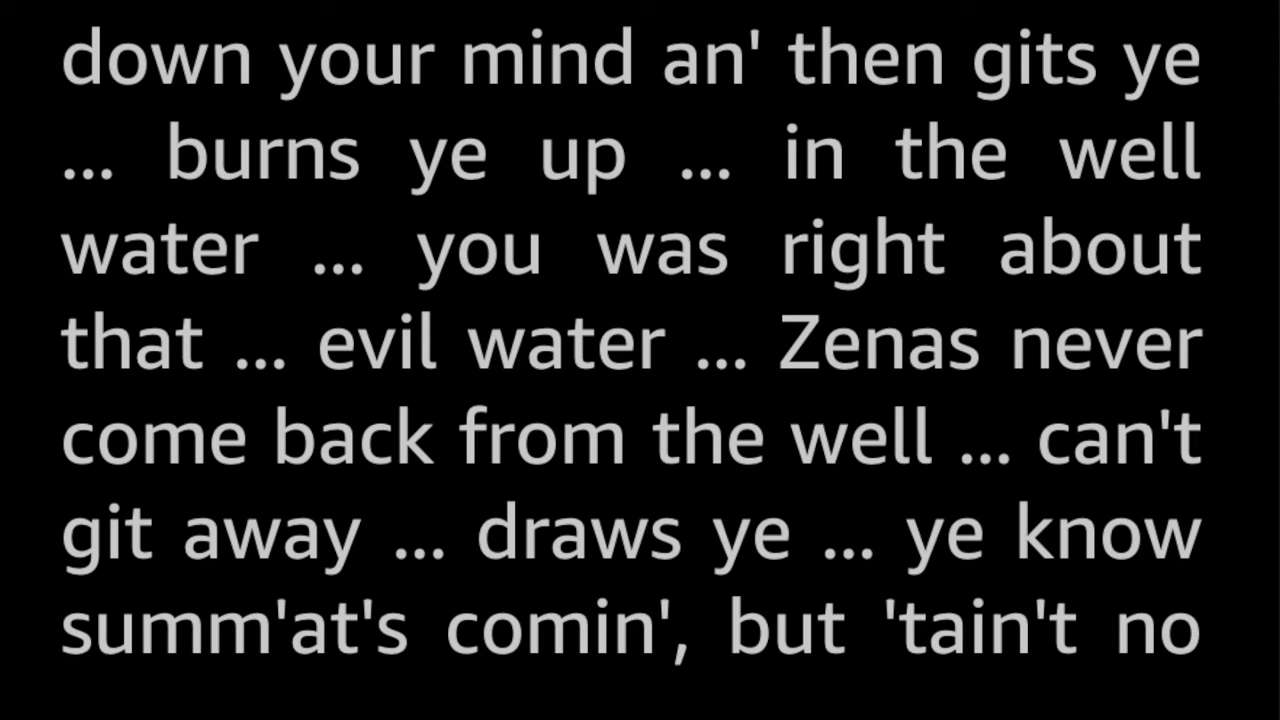 down your mind an' then gits ye
... burns ye up ... in the well
water ... you was right about
that ... evil water ... Zenas never
come back from the well ... can't
git away ... draws ye ... ye know
summ'at's comin', but 'tain't no